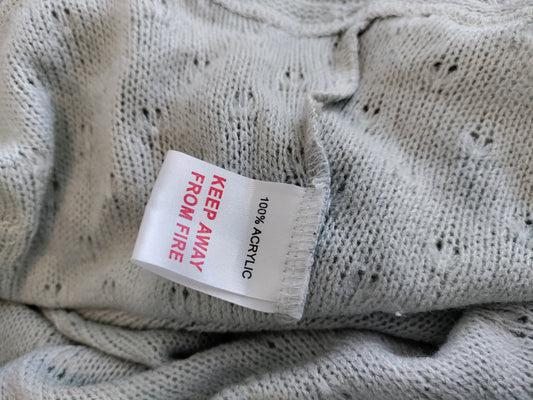 100% ACRYLIC
KEEP AWAY
FROM FIRE